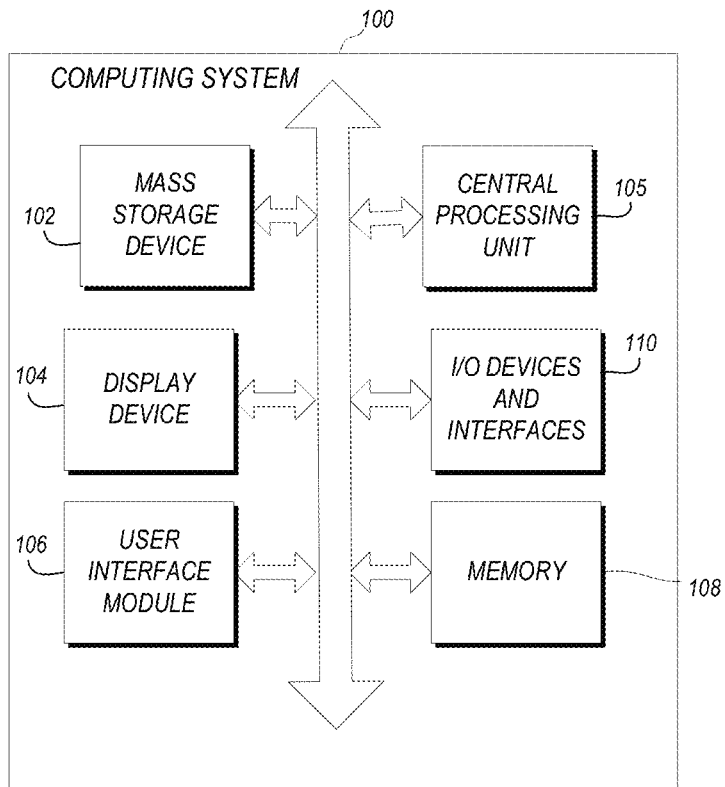 100
COMPUTING SYSTEM
MASS
STORAGE
DEVICE
102
CENTRAL
PROCESSING
UNIT
105
DISPLAY
DEVICE
104
I/O DEVICES
AND
INTERFACES
110
USER
INTERFACE
MODULE
106
MEMORY
108